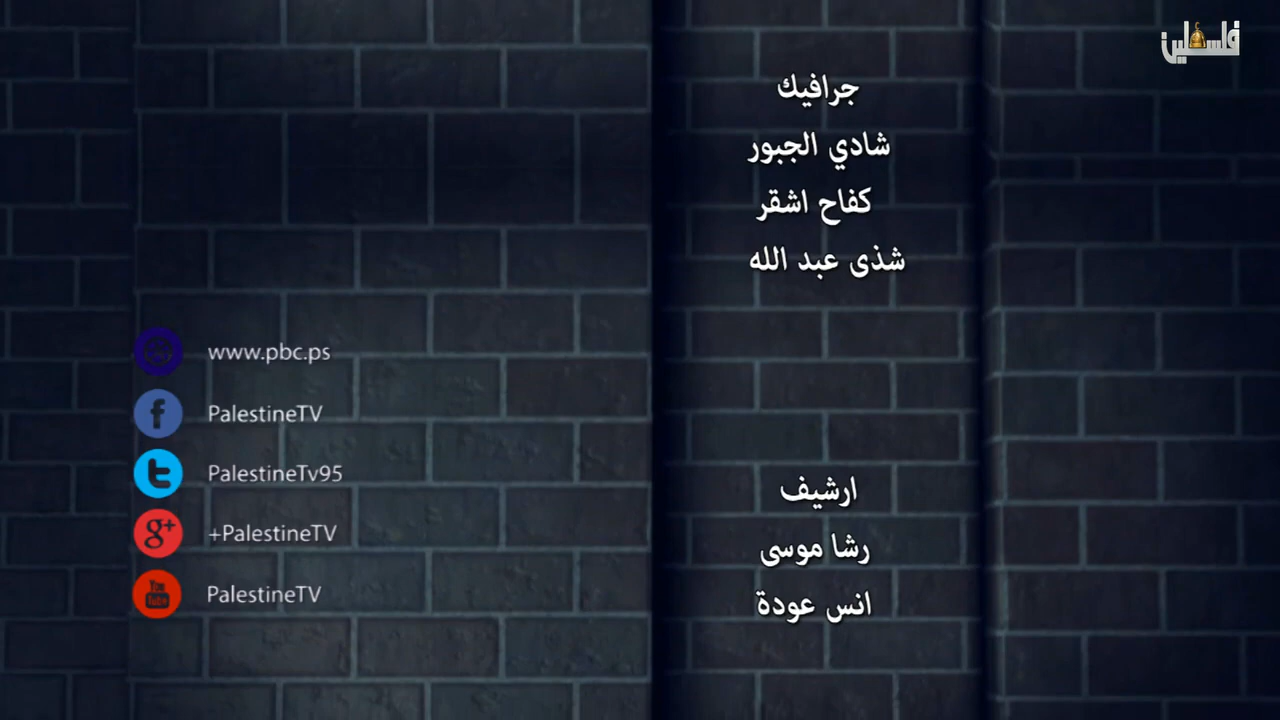 فلسطين
جرافيك
شادي الجبور
كفاح اشقر
شذى عبد الله
www.pbc.ps
PalestineTV
PalestineTv95
+PalestineTV
PalestineTV
ارشيف
رشا موسى
انس عودة